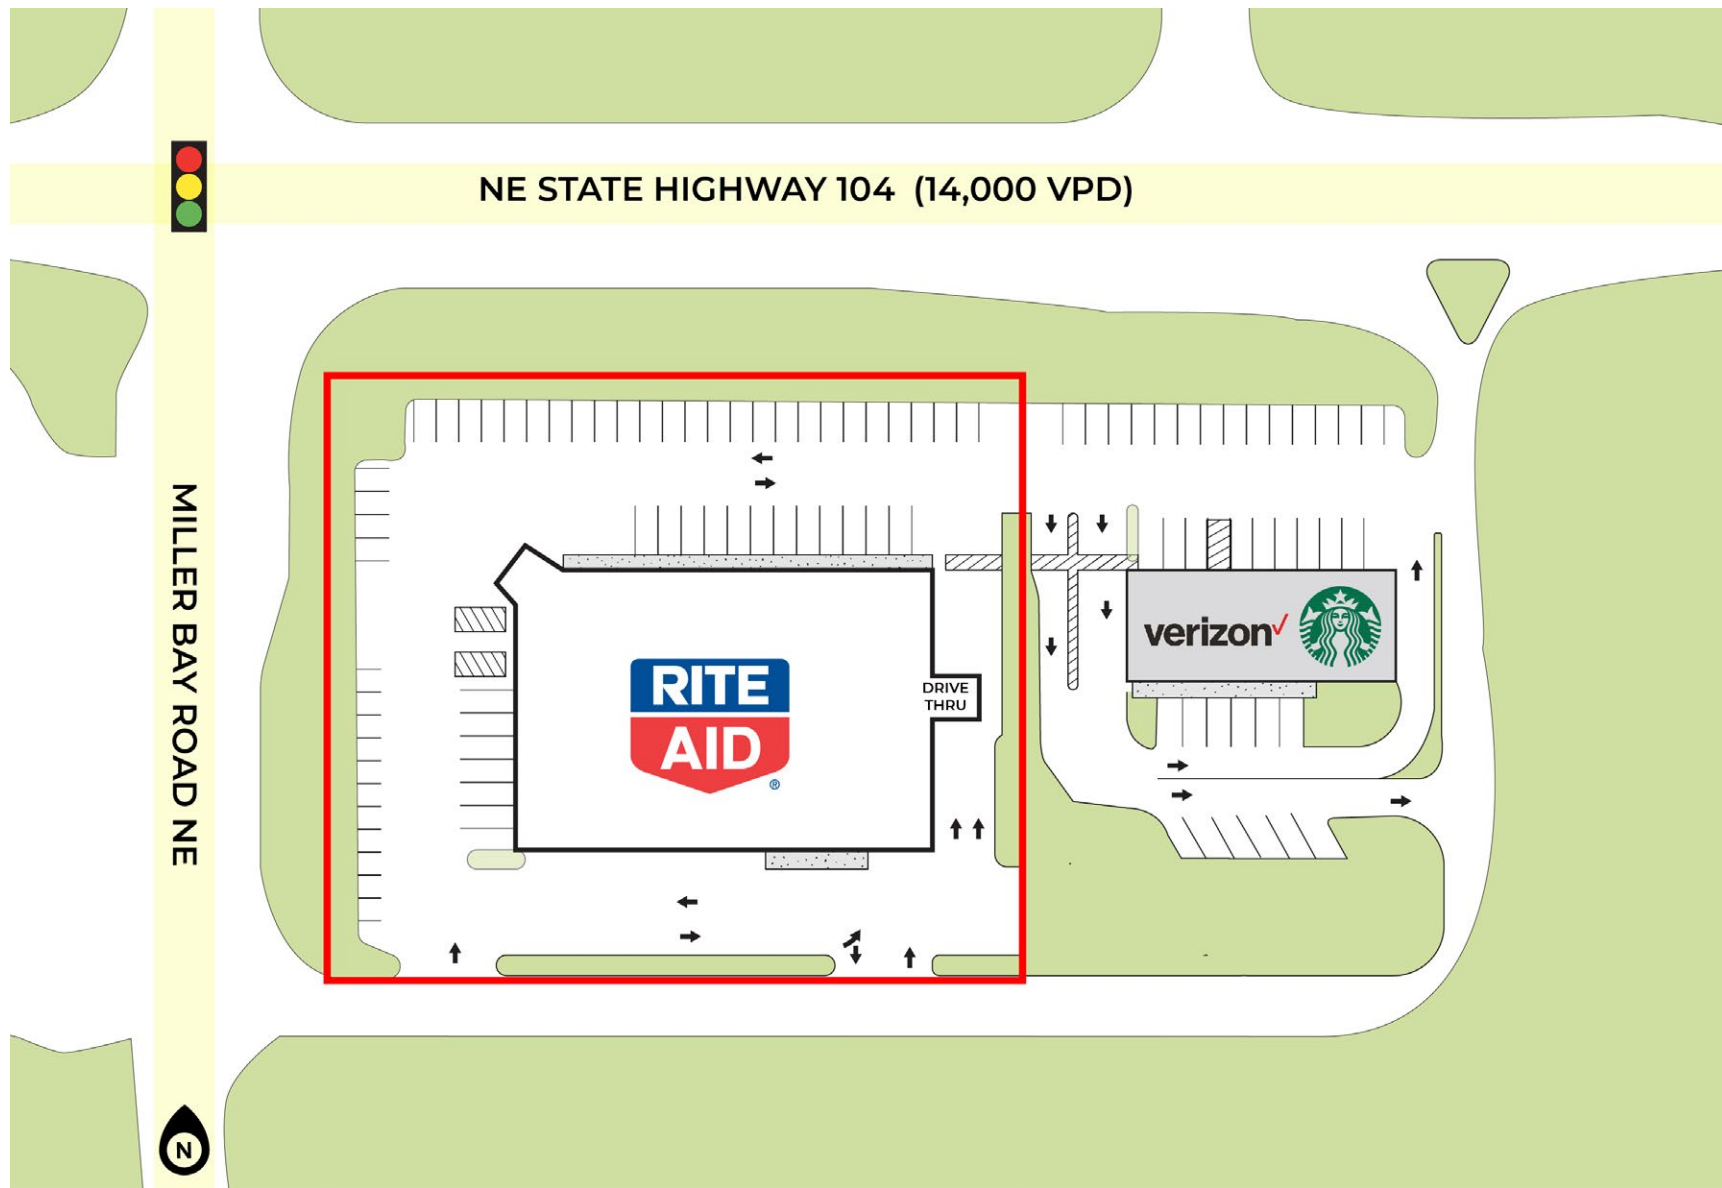 NE STATE HIGHWAY 104 (14,000 VPD)
MILLER BAY ROAD NE
RITE
AID
®
DRIVE
THRU
verizon✓
N